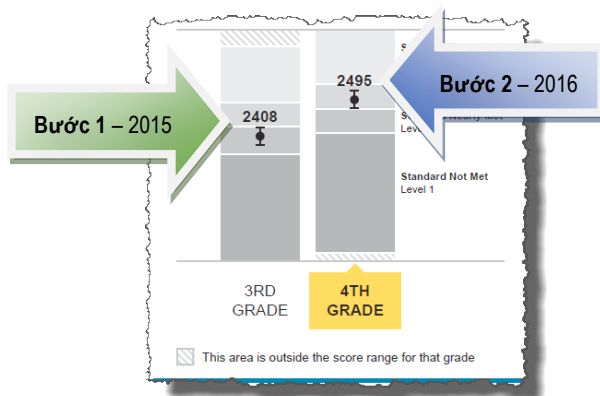 S
2495
Bước 2 – 2016
Bước 1 – 2015
2408
Level
Standard Not Met
Level 1
3RD
GRADE
4TH
GRADE
This area is outside the score range for that grade